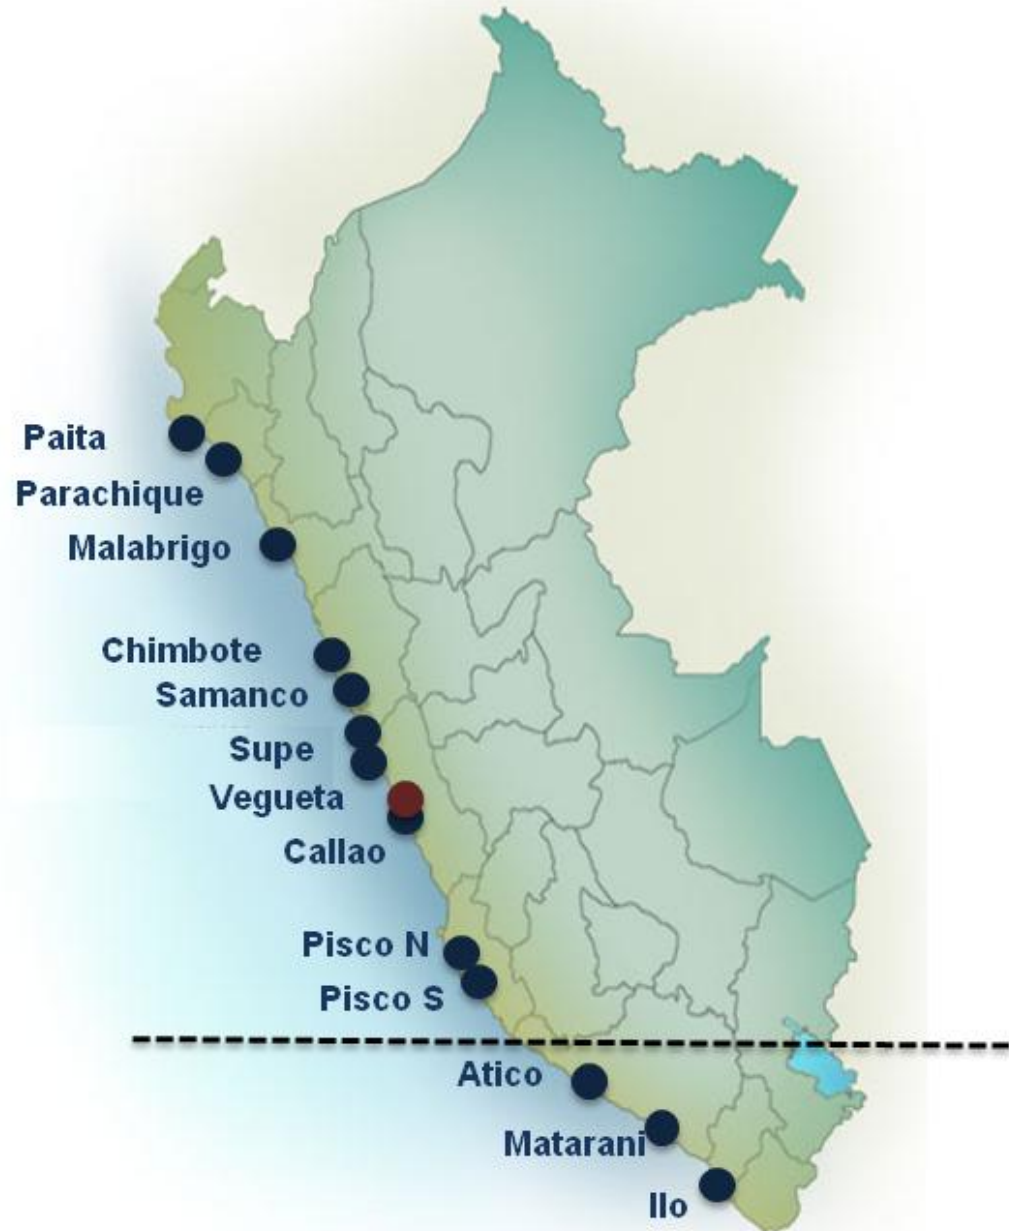 Paita
Parachique
Malabrigo
Chimbote
Samanco
Supe
Vegueta
Callao
Pisco N
Pisco S
Atico
Matarani
Ilo